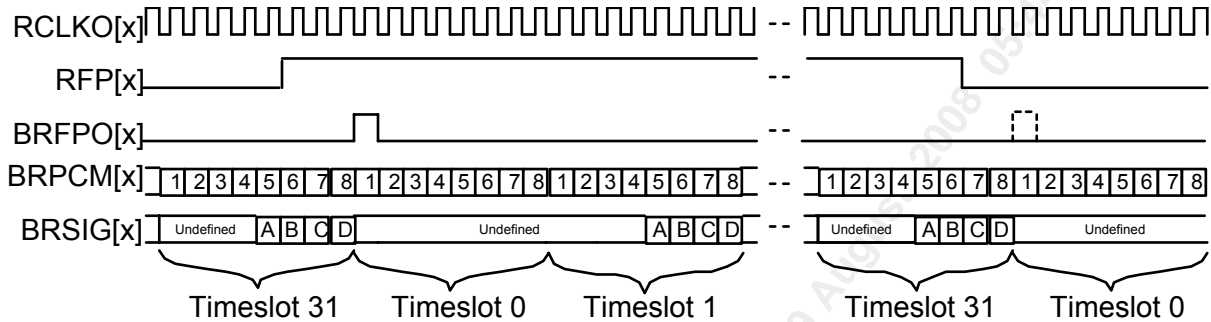 RCLKO[x]
RFP[x]
BRFPO[x]
BRPCM[x] 1 2 3 4 5 6 7 8 1 2 3 4 5 6 7 8 1 2 3 4 5 6 7 8 1 2 3 4 5 6 7 8 1 2 3 4 5 6 7 8
BRSIG[x] Undefined A B C D Undefined A B C D Undefined A B C D Undefined
Timeslot 31 Timeslot 0 Timeslot 1 Timeslot 31 Timeslot 0
August 2008